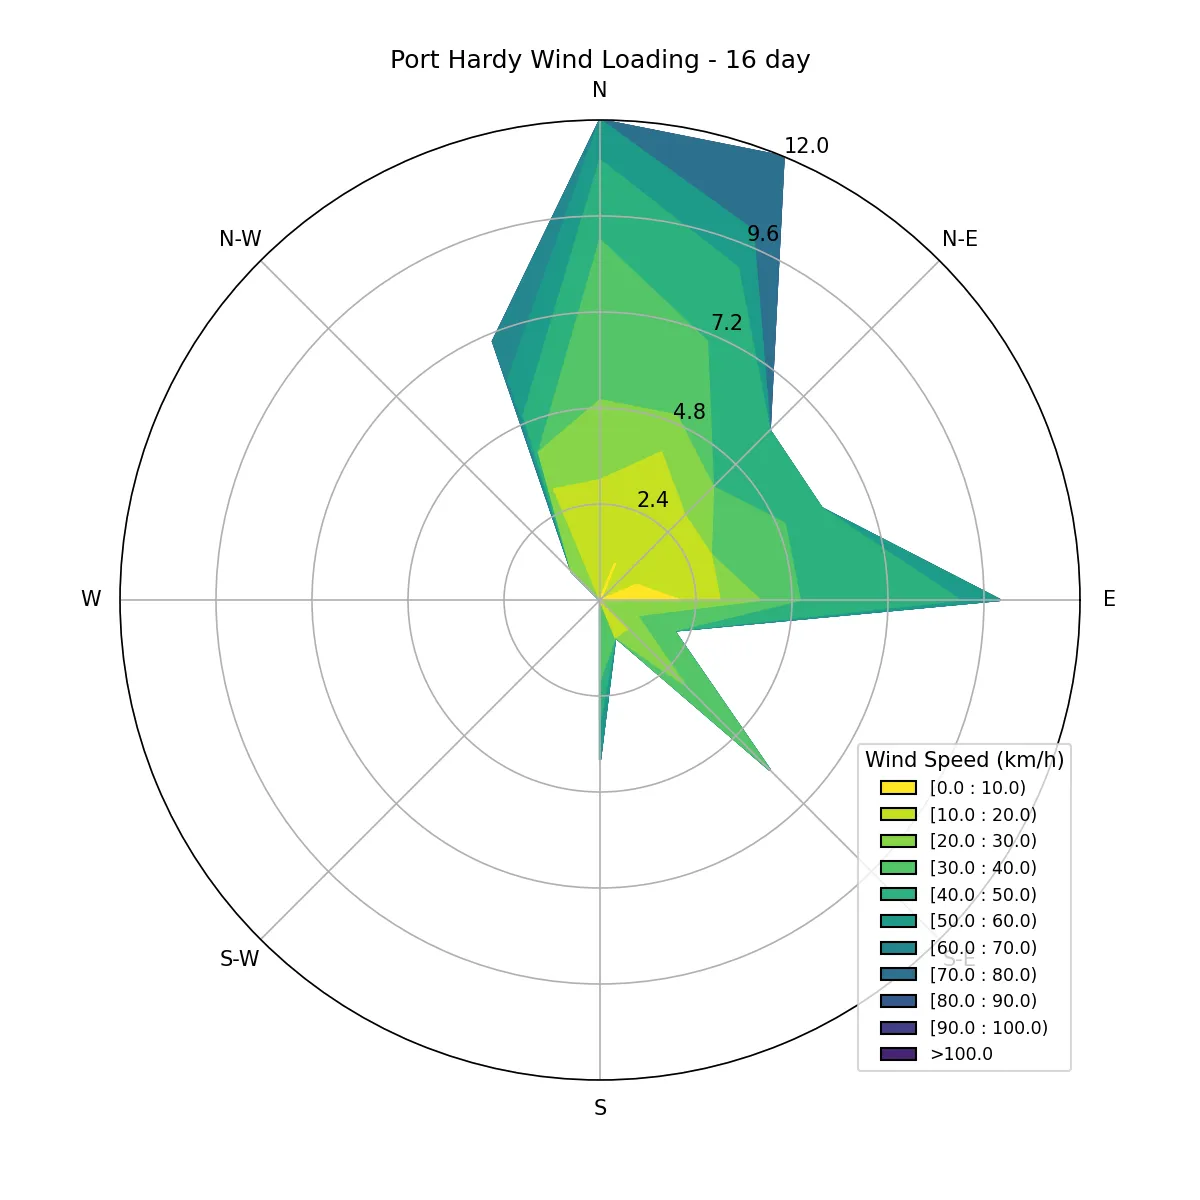 Port Hardy Wind Loading - 16 day
N
12.0
N-W
9.6
N-E
7.2
4.8
2.4
W
E
Wind Speed (km/h)
[0.0 : 10.0)
[10.0 : 20.0)
[20.0 : 30.0)
[30.0 : 40.0)
[40.0 : 50.0)
[50.0 : 60.0)
[60.0 : 70.0)
S-W
S-E
[70.0 : 80.0)
[80.0 : 90.0)
[90.0 : 100.0)
>100.0
S